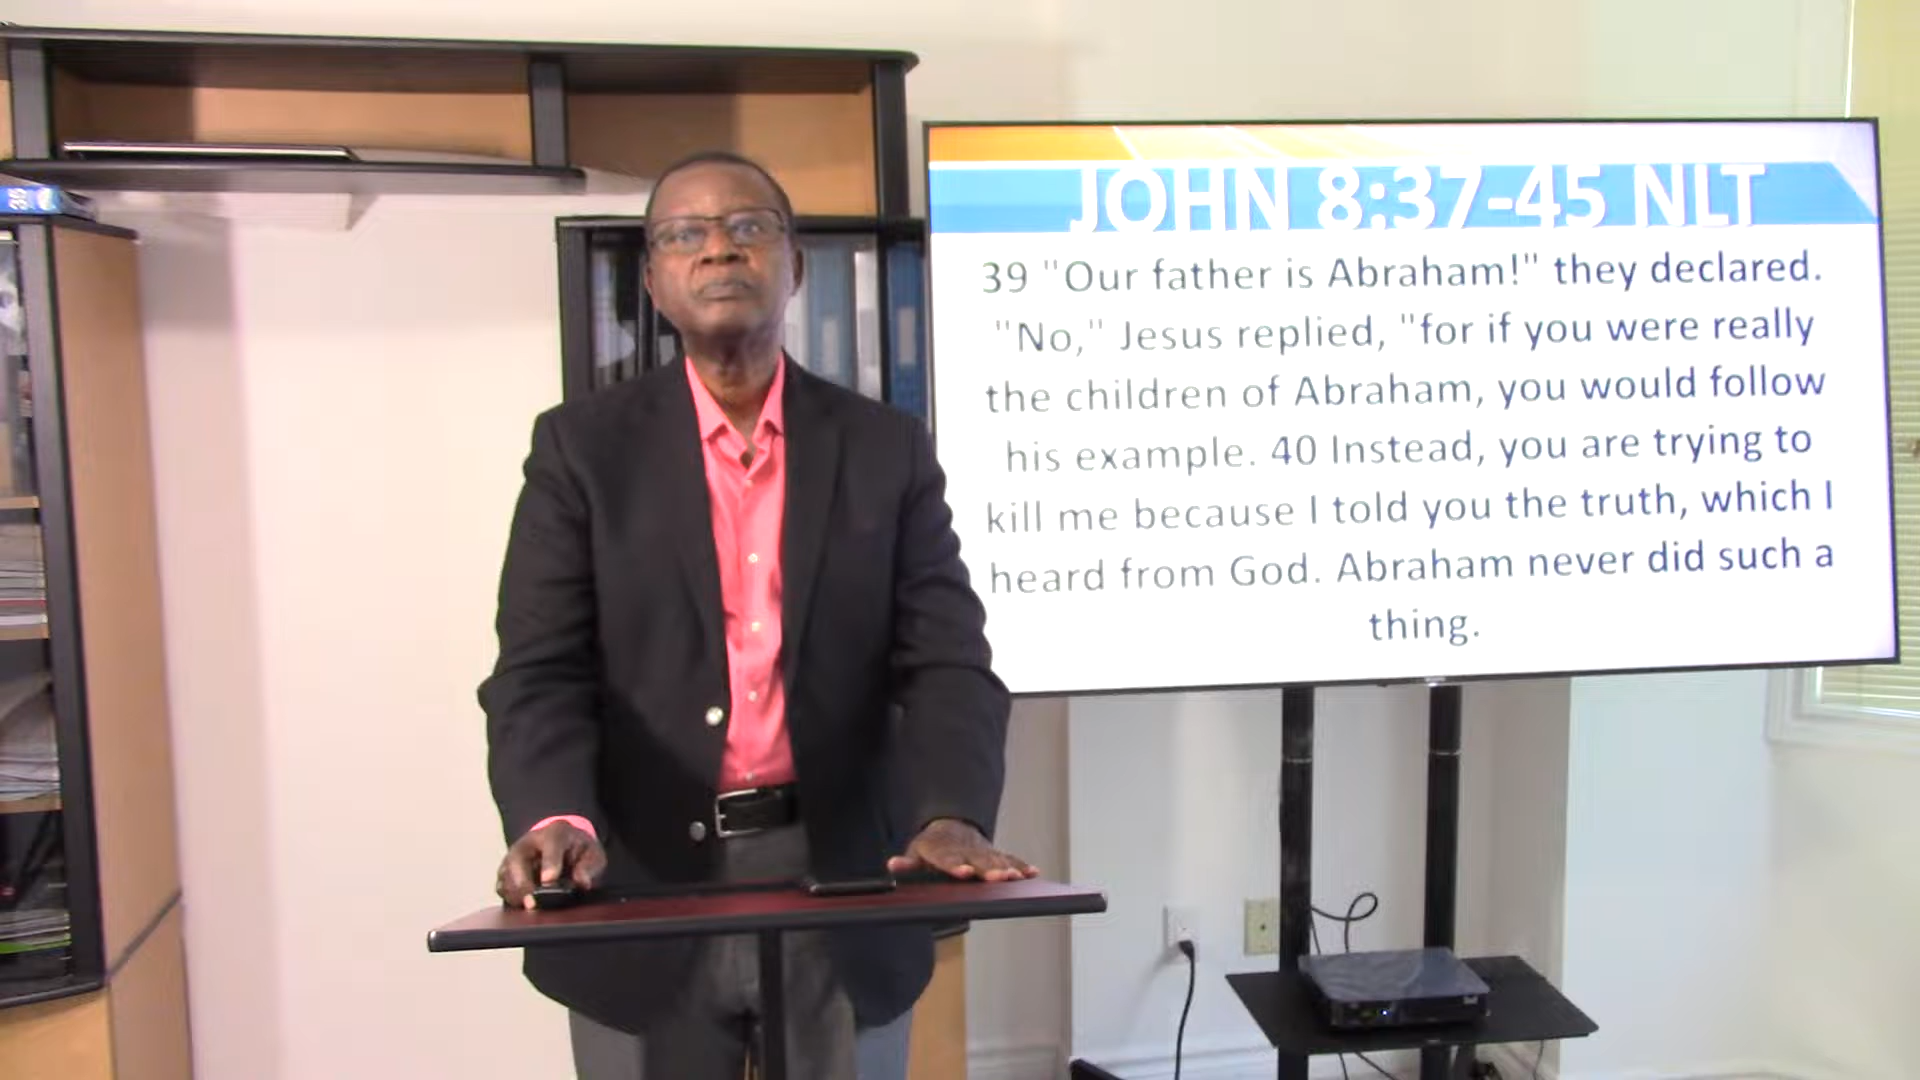 JOHN 8:37-45 NLT
39 "Our father is Abraham!" they declared.
"No," Jesus replied, "for if you were really
the children of Abraham, you would follow
his example. 40 Instead, you are trying to
kill me because I told you the truth, which I
heard from God. Abraham never did such a
thing.